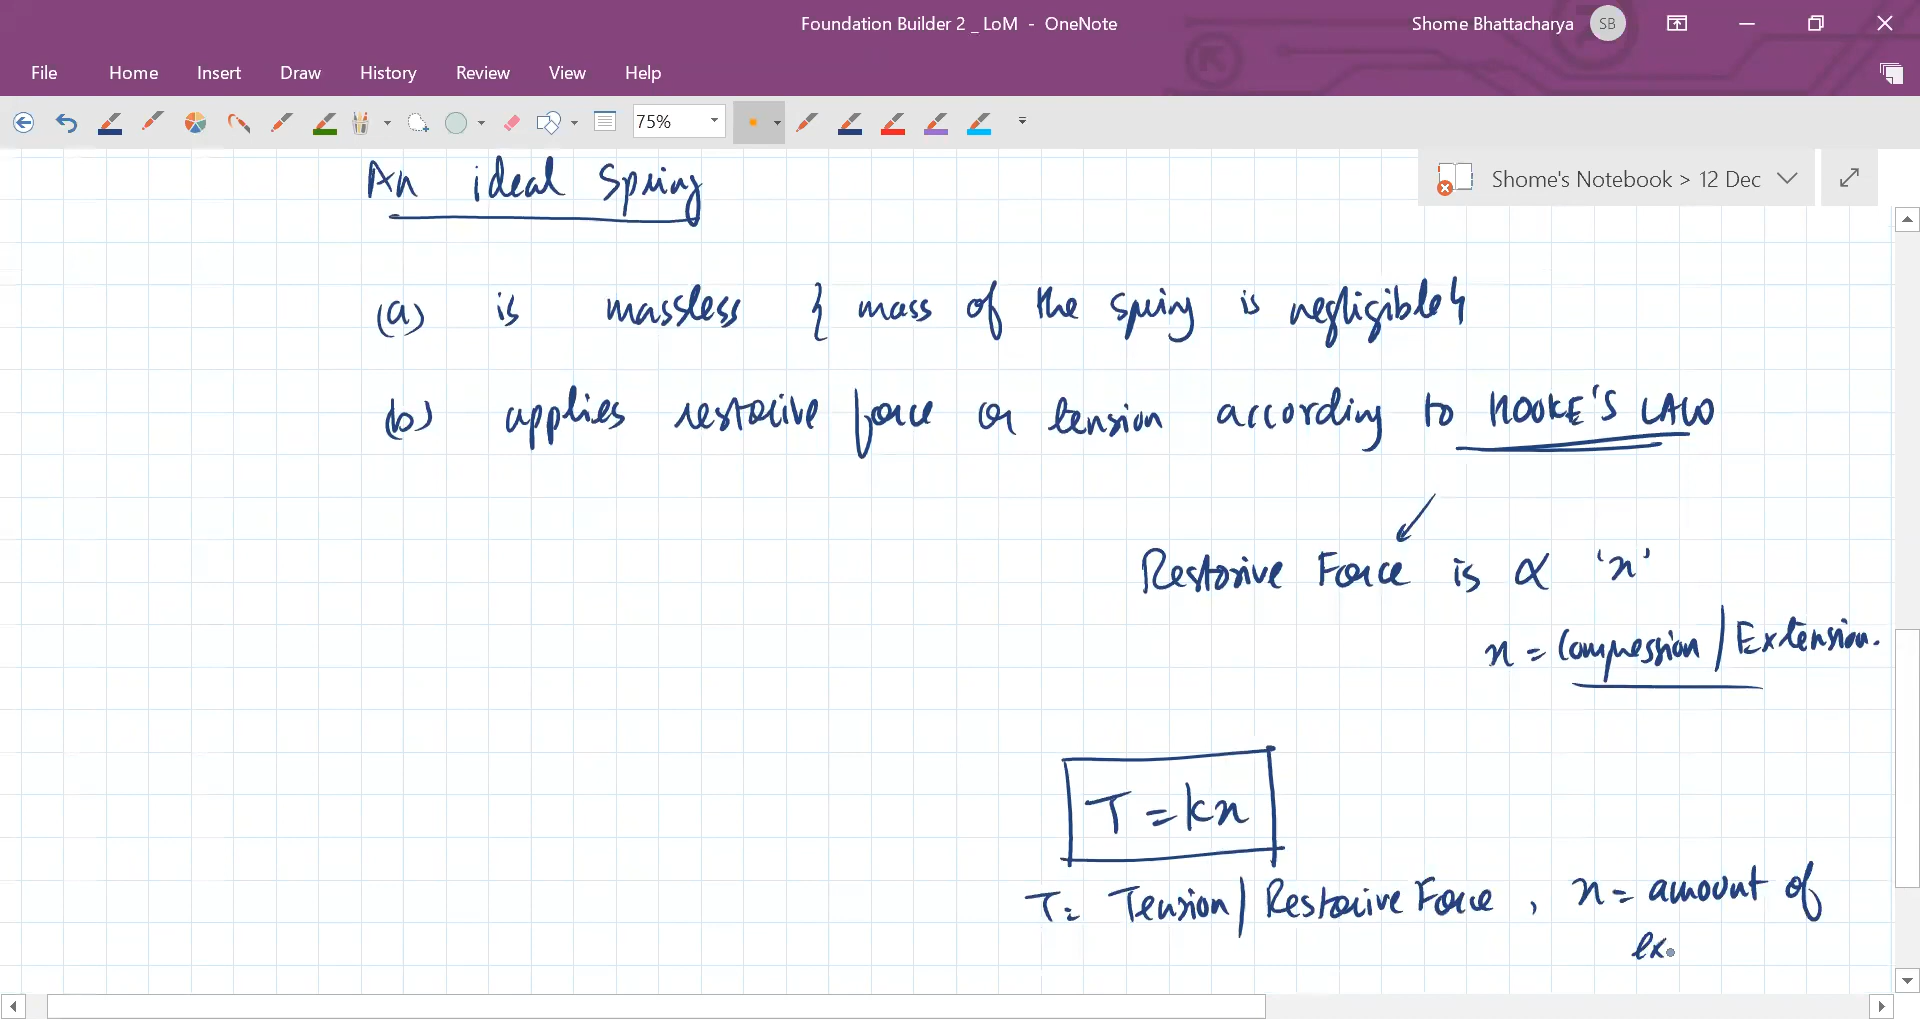 Foundation Builder 2 _ LoM - OneNote
Shome Bhattacharya SB
File Home Insert Draw History Review View Help
75%
Shome's Notebook > 12 Dec
An ideal Spring
(a) is massless { mass of the spring is negligible }
(b) applies restorive force or tension according to HOOKE'S LAW
Restorive Force is ∝ 'x'
x = Compression | Extension.
T = kx
T = Tension | Restorive Force , x = amount of
ex